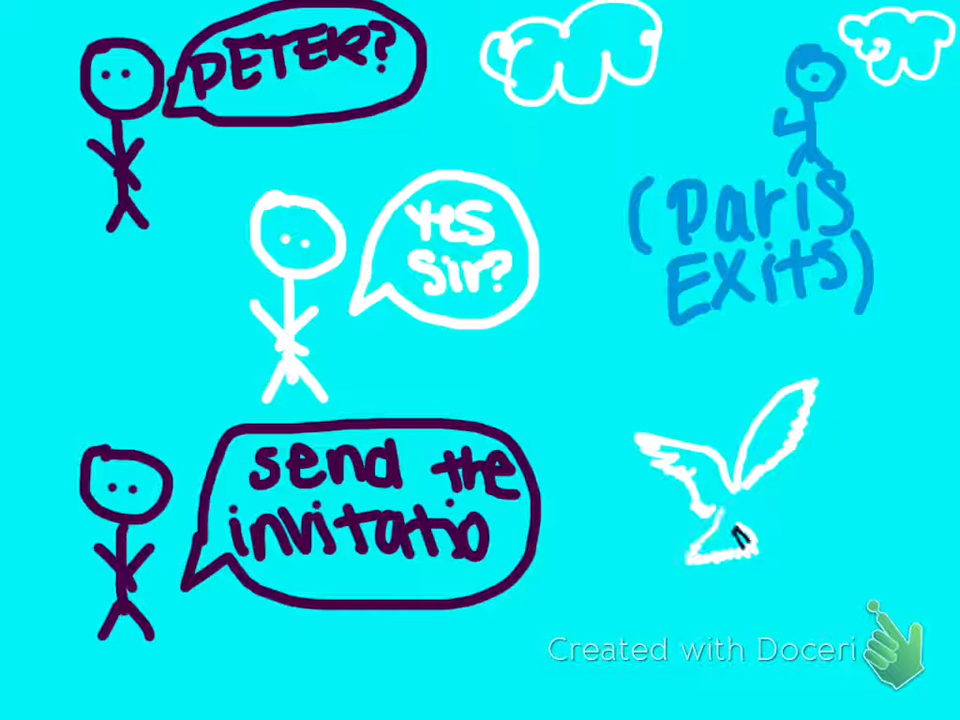 PETER?
Yes
Sir?
(Paris
Exits)
send the
invitatio
Created with Doceri